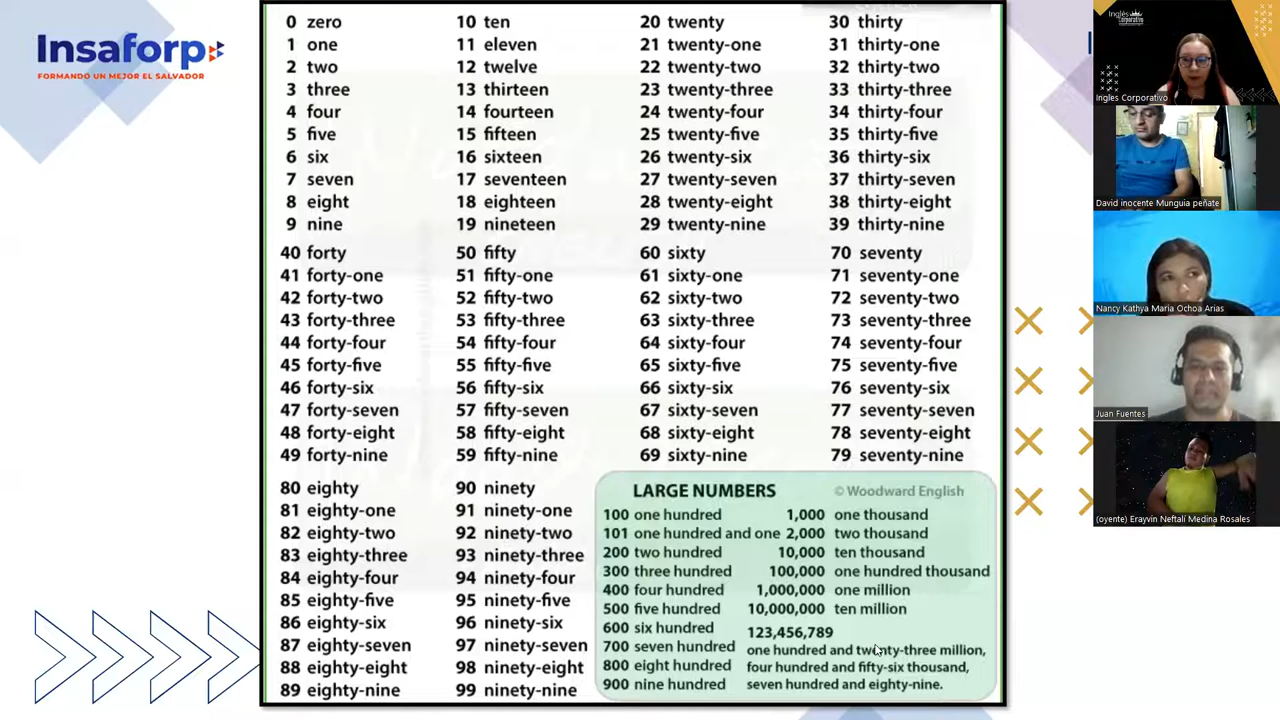 Insaforp
FORMANDO UN MEJOR EL SALVADOR
0 zero
1 one
2 two
3 three
4 four
5 five
6 six
7 seven
8 eight
9 nine
10 ten
11 eleven
12 twelve
13 thirteen
14 fourteen
15 fifteen
16 sixteen
17 seventeen
18 eighteen
19 nineteen
20 twenty
21 twenty-one
22 twenty-two
23 twenty-three
24 twenty-four
25 twenty-five
26 twenty-six
27 twenty-seven
28 twenty-eight
29 twenty-nine
30 thirty
31 thirty-one
32 thirty-two
33 thirty-three
34 thirty-four
35 thirty-five
36 thirty-six
37 thirty-seven
38 thirty-eight
39 thirty-nine
40 forty
41 forty-one
42 forty-two
43 forty-three
44 forty-four
45 forty-five
46 forty-six
47 forty-seven
48 forty-eight
49 forty-nine
50 fifty
51 fifty-one
52 fifty-two
53 fifty-three
54 fifty-four
55 fifty-five
56 fifty-six
57 fifty-seven
58 fifty-eight
59 fifty-nine
60 sixty
61 sixty-one
62 sixty-two
63 sixty-three
64 sixty-four
65 sixty-five
66 sixty-six
67 sixty-seven
68 sixty-eight
69 sixty-nine
70 seventy
71 seventy-one
72 seventy-two
73 seventy-three
74 seventy-four
75 seventy-five
76 seventy-six
77 seventy-seven
78 seventy-eight
79 seventy-nine
80 eighty
81 eighty-one
82 eighty-two
83 eighty-three
84 eighty-four
85 eighty-five
86 eighty-six
87 eighty-seven
88 eighty-eight
89 eighty-nine
90 ninety
91 ninety-one
92 ninety-two
93 ninety-three
94 ninety-four
95 ninety-five
96 ninety-six
97 ninety-seven
98 ninety-eight
99 ninety-nine
LARGE NUMBERS
© Woodward English
100 one hundred
101 one hundred and one
200 two hundred
300 three hundred
400 four hundred
500 five hundred
600 six hundred
700 seven hundred
800 eight hundred
900 nine hundred
1,000 one thousand
2,000 two thousand
10,000 ten thousand
100,000 one hundred thousand
1,000,000 one million
10,000,000 ten million
123,456,789
one hundred and twenty-three million,
four hundred and fifty-six thousand,
seven hundred and eighty-nine.
Inglés
Corporativo
Ingles Corporativo
David inocente Munguia peñate
Nancy Kathya Maria Ochoa Arias
Juan Fuentes
(oyente) Erayvin Neftalí Medina Rosales